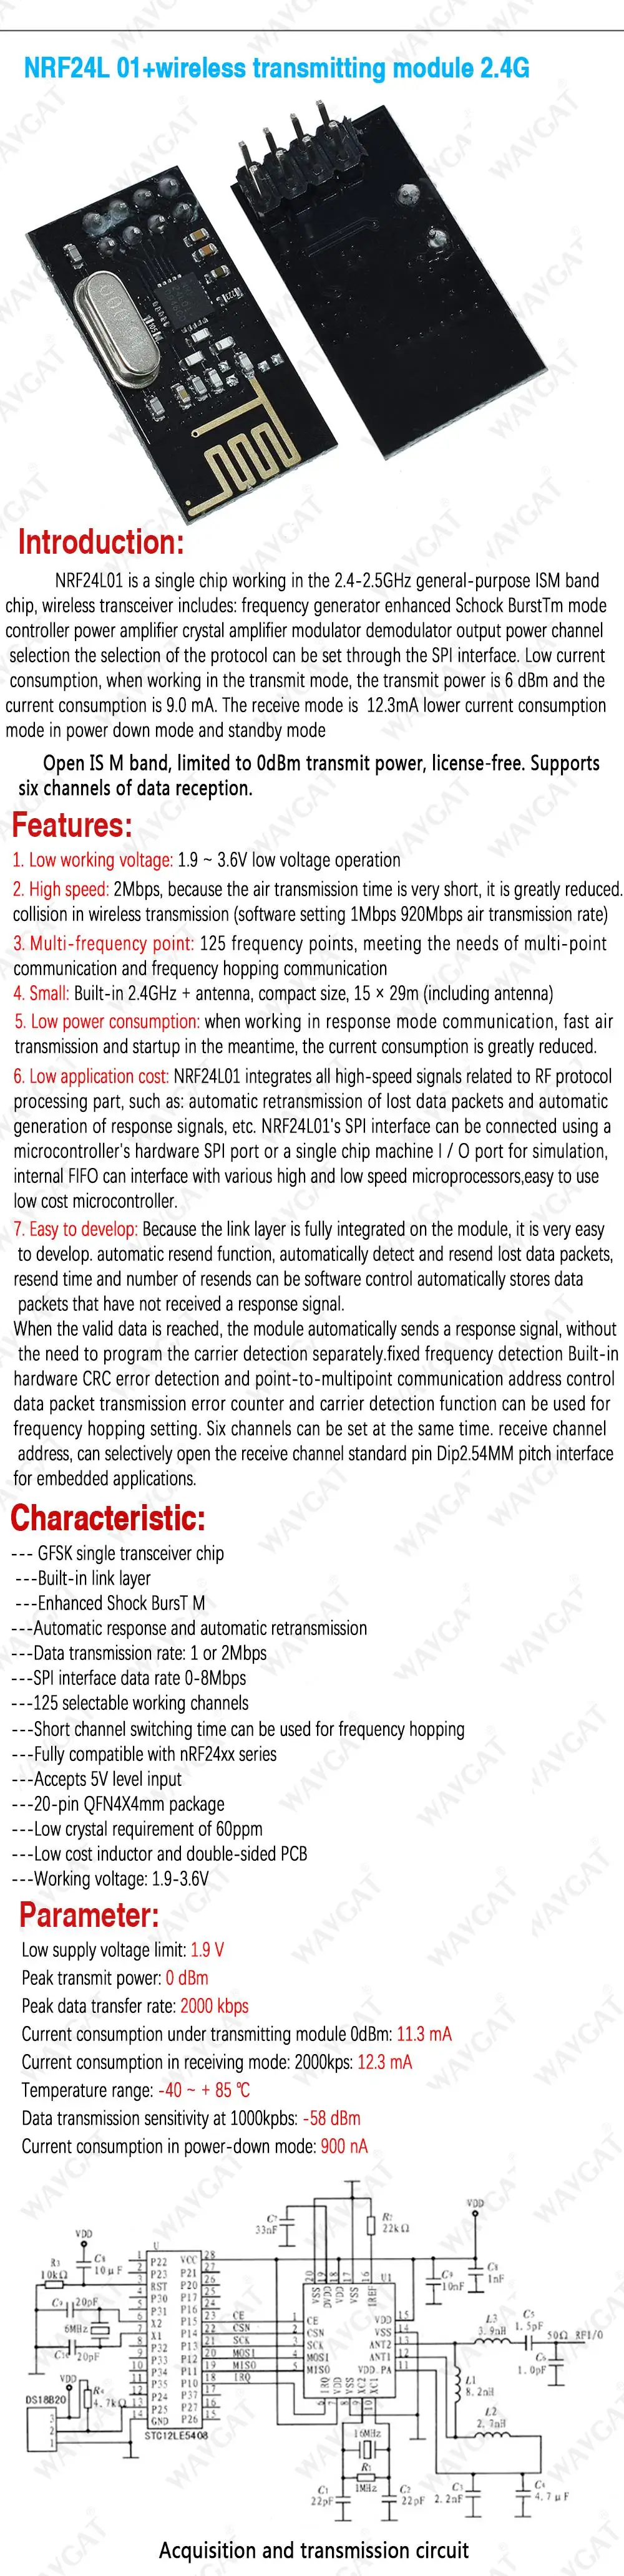 NRF24L 01+wireless transmitting module 2.4G
Introduction:
NRF24L01 is a single chip working in the 2.4-2.5GHz general-purpose ISM band
chip, wireless transceiver includes: frequency generator enhanced Schock BurstTm mode
controller power amplifier crystal amplifier modulator demodulator output power channel
selection the selection of the protocol can be set through the SPI interface. Low current
consumption, when working in the transmit mode, the transmit power is 6 dBm and the
current consumption is 9.0 mA. The receive mode is 12.3mA lower current consumption
mode in power down mode and standby mode
Open IS M band, limited to 0dBm transmit power, license-free. Supports
six channels of data reception.
Features:
1. Low working voltage: 1.9 ~ 3.6V low voltage operation
2. High speed: 2Mbps, because the air transmission time is very short, it is greatly reduced.
collision in wireless transmission (software setting 1Mbps 920Mbps air transmission rate)
3. Multi-frequency point: 125 frequency points, meeting the needs of multi-point
communication and frequency hopping communication
4. Small: Built-in 2.4GHz + antenna, compact size, 15 × 29m (including antenna)
5. Low power consumption: when working in response mode communication, fast air
transmission and startup in the meantime, the current consumption is greatly reduced.
6. Low application cost: NRF24L01 integrates all high-speed signals related to RF protocol
processing part, such as: automatic retransmission of lost data packets and automatic
generation of response signals, etc. NRF24L01's SPI interface can be connected using a
microcontroller's hardware SPI port or a single chip machine I / O port for simulation,
internal FIFO can interface with various high and low speed microprocessors,easy to use
low cost microcontroller.
7. Easy to develop: Because the link layer is fully integrated on the module, it is very easy
to develop. automatic resend function, automatically detect and resend lost data packets,
resend time and number of resends can be software control automatically stores data
packets that have not received a response signal.
When the valid data is reached, the module automatically sends a response signal, without
the need to program the carrier detection separately.fixed frequency detection Built-in
hardware CRC error detection and point-to-multipoint communication address control
data packet transmission error counter and carrier detection function can be used for
frequency hopping setting. Six channels can be set at the same time. receive channel
address, can selectively open the receive channel standard pin Dip2.54MM pitch interface
for embedded applications.
Characteristic:
--- GFSK single transceiver chip
---Built-in link layer
---Enhanced Shock BursT M
---Automatic response and automatic retransmission
---Data transmission rate: 1 or 2Mbps
---SPI interface data rate 0-8Mbps
---125 selectable working channels
---Short channel switching time can be used for frequency hopping
---Fully compatible with nRF24xx series
---Accepts 5V level input
---20-pin QFN4X4mm package
---Low crystal requirement of 60ppm
---Low cost inductor and double-sided PCB
---Working voltage: 1.9-3.6V
Parameter:
Low supply voltage limit: 1.9 V
Peak transmit power: 0 dBm
Peak data transfer rate: 2000 kbps
Current consumption under transmitting module 0dBm: 11.3 mA
Current consumption in receiving mode: 2000kps: 12.3 mA
Temperature range: -40 ~ + 85 ℃
Data transmission sensitivity at 1000kpbs: -58 dBm
Current consumption in power-down mode: 900 nA
VDD
10kΩ
10μF
20pF
6MHz
20pF
VDD
DS18B20
4.7kΩ
U
P22 VCC
P23 P21
RST P20
P30 P17
P31 P16
X2 P15
X1 P14
P32 P13
P33 P12
P34 P11
P35 P10
P24 P37
P25 P27
GND P26
STC12LE5408
CE
CSN
SCK
MOSI
MISO
IRQ
33nF
22kΩ
VDD
10nF
1nF
U1
VSS DVDD VDD VSS IREF
CE VDD
CSN VSS
SCK ANT2
MOSI ANT1
MISO VDD_PA
IRQ VDD VSS XC2 XC1
L3
3.9nH
1.5pF
50Ω RFI/O
1.0pF
L1
8.2nH
L2
2.7nH
16MHz
1MHz
22pF
22pF
2.2nF
4.7μF
Acquisition and transmission circuit
WAVGAT